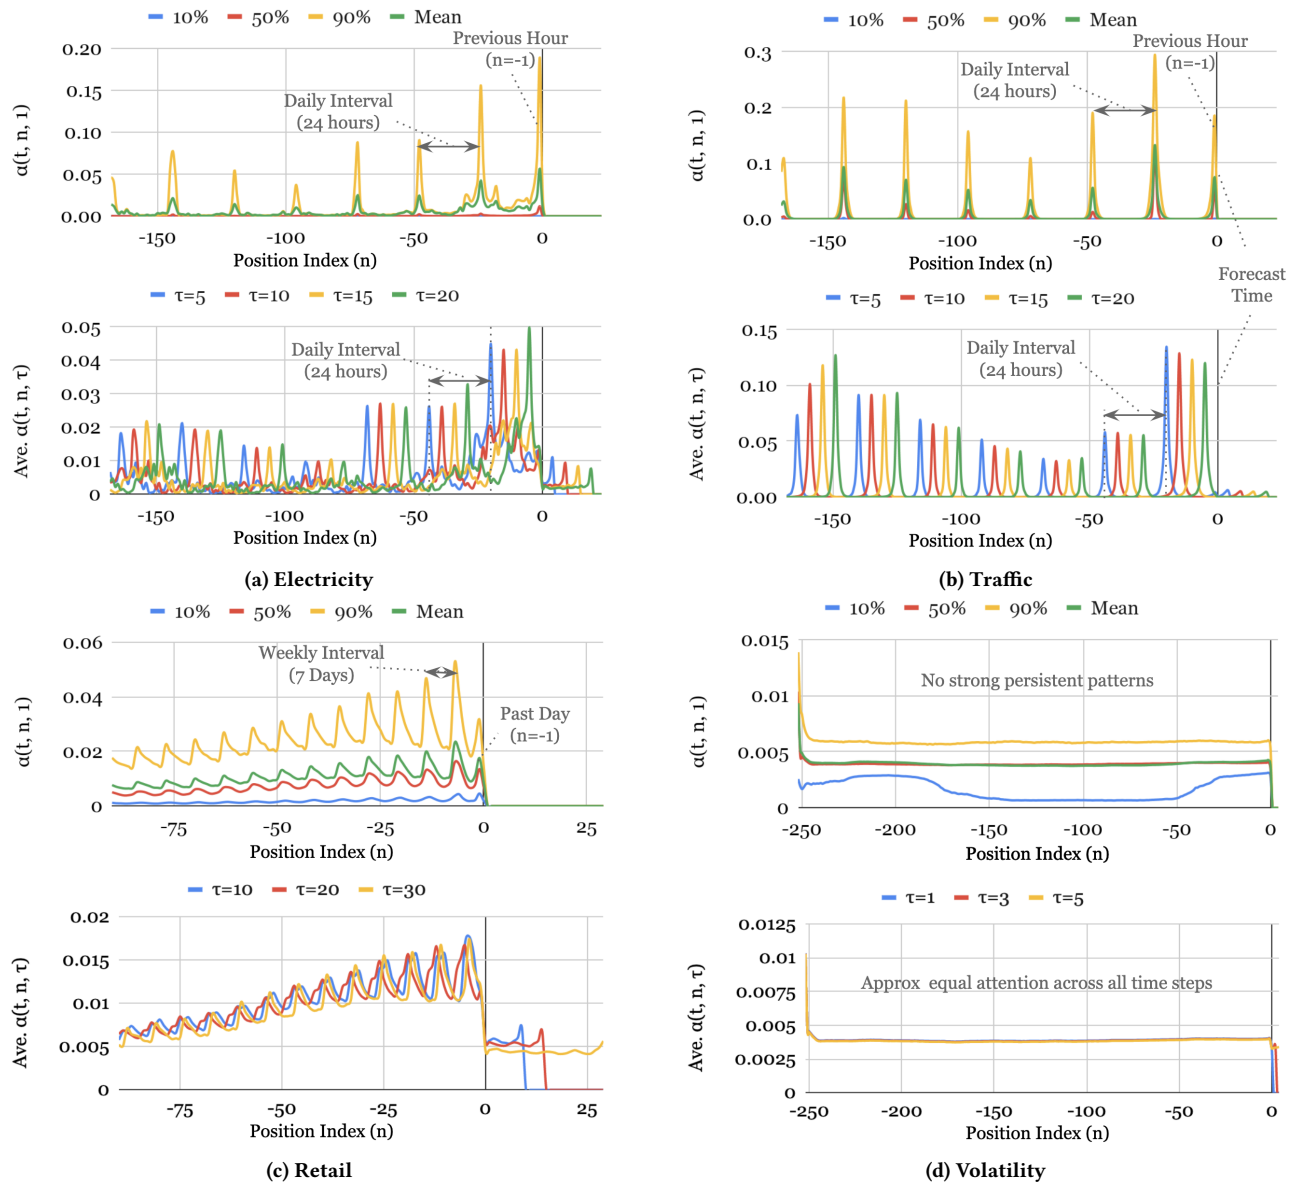 10% 50% 90% Mean
Previous Hour
(n=-1)
Daily Interval
(24 hours)
α(t, n, 1)
0.20
0.15
0.10
0.05
0.00
-150 -100 -50 0
Position Index (n)
τ=5 τ=10 τ=15 τ=20
Daily Interval
(24 hours)
Ave. α(t, n, τ)
0.05
0.04
0.03
0.02
0.01
0
-150 -100 -50 0
Position Index (n)
(a) Electricity
10% 50% 90% Mean
Previous Hour
(n=-1)
Daily Interval
(24 hours)
α(t, n, 1)
0.3
0.2
0.1
0.0
-150 -100 -50 0
Position Index (n)
Forecast
Time
τ=5 τ=10 τ=15 τ=20
Daily Interval
(24 hours)
Ave. α(t, n, τ)
0.15
0.10
0.05
0.00
-150 -100 -50 0
Position Index (n)
(b) Traffic
10% 50% 90% Mean
Weekly Interval
(7 Days)
Past Day
(n=-1)
α(t, n, 1)
0.06
0.04
0.02
0
-75 -50 -25 0 25
Position Index (n)
τ=10 τ=20 τ=30
Ave. α(t, n, τ)
0.02
0.015
0.01
0.005
0
-75 -50 -25 0 25
Position Index (n)
(c) Retail
10% 50% 90% Mean
No strong persistent patterns
α(t, n, 1)
0.015
0.01
0.005
0
-250 -200 -150 -100 -50 0
Position Index (n)
τ=1 τ=3 τ=5
Approx equal attention across all time steps
Ave. α(t, n, τ)
0.0125
0.01
0.0075
0.005
0.0025
0
-250 -200 -150 -100 -50 0
Position Index (n)
(d) Volatility